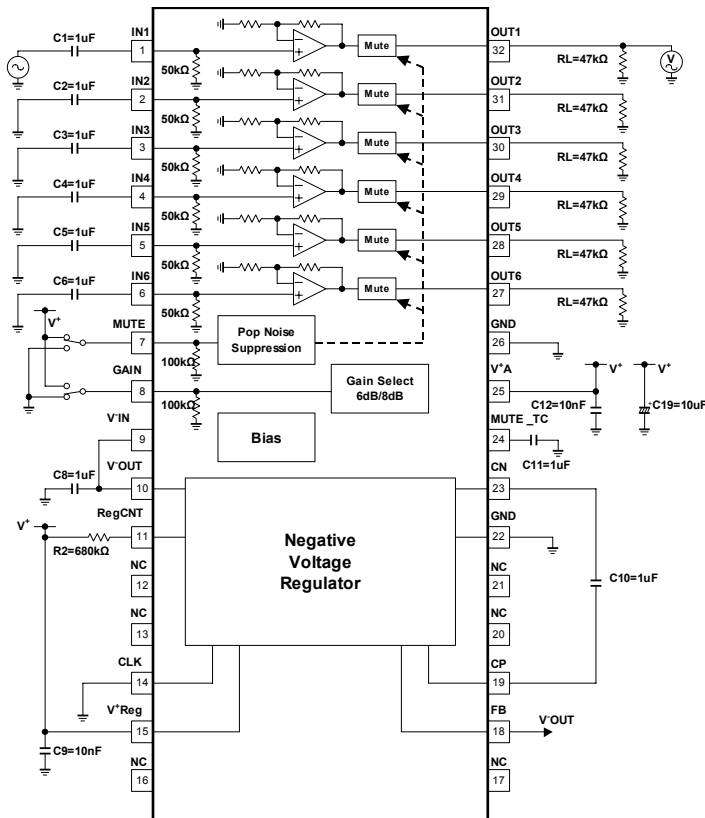 C1=1uF
IN1
1
50kΩ
Mute
OUT1
32
RL=47kΩ
V
C2=1uF
IN2
2
50kΩ
Mute
OUT2
31
RL=47kΩ
C3=1uF
IN3
3
50kΩ
Mute
OUT3
30
RL=47kΩ
C4=1uF
IN4
4
50kΩ
Mute
OUT4
29
RL=47kΩ
C5=1uF
IN5
5
50kΩ
Mute
OUT5
28
RL=47kΩ
C6=1uF
IN6
6
50kΩ
Mute
OUT6
27
RL=47kΩ
V+
MUTE
7
100kΩ
Pop Noise
Suppression
GND
26
GAIN
8
100kΩ
Gain Select
6dB/8dB
V+A
25
V+
V+
C12=10nF
+C19=10uF
V-IN
9
Bias
MUTE_TC
24
C11=1uF
V-OUT
C8=1uF
10
CN
23
V+
RegCNT
R2=680kΩ
11
Negative
Voltage
Regulator
GND
22
C10=1uF
NC
12
NC
21
NC
13
NC
20
CLK
14
CP
19
V+Reg
15
C9=10nF
FB
18
V-OUT
NC
16
NC
17